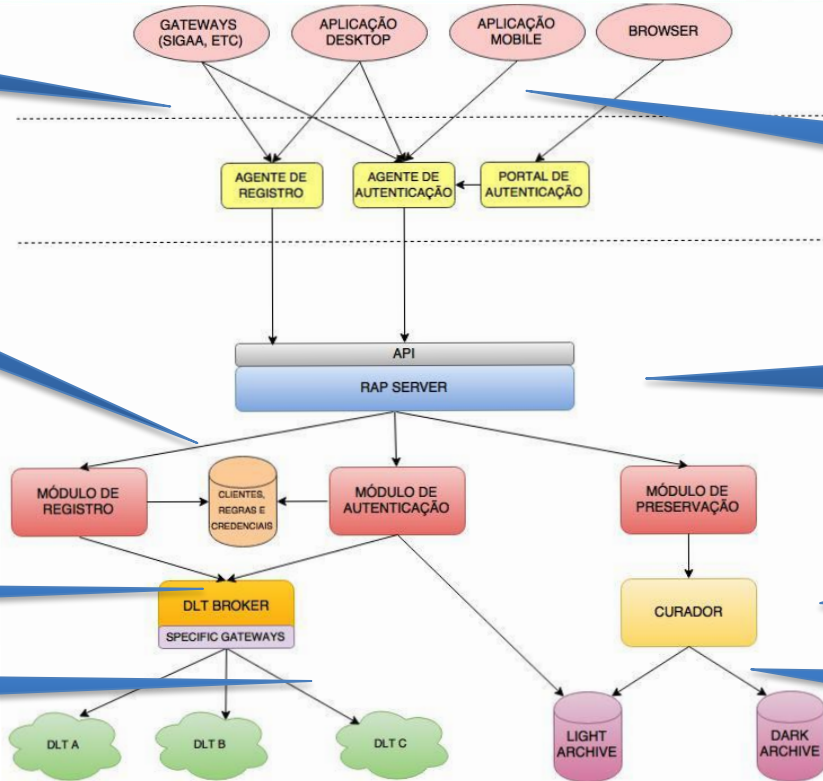 GATEWAYS
(SIGAA, ETC)
APLICAÇÃO
DESKTOP
APLICAÇÃO
MOBILE
BROWSER
AGENTE DE
REGISTRO
AGENTE DE
AUTENTICAÇÃO
PORTAL DE
AUTENTICAÇÃO
API
RAP SERVER
MÓDULO DE
REGISTRO
CLIENTES,
REGRAS E
CREDENCIAIS
MÓDULO DE
AUTENTICAÇÃO
MÓDULO DE
PRESERVAÇÃO
DLT BROKER
SPECIFIC GATEWAYS
CURADOR
DLT A
DLT B
DLT C
LIGHT
ARCHIVE
DARK
ARCHIVE